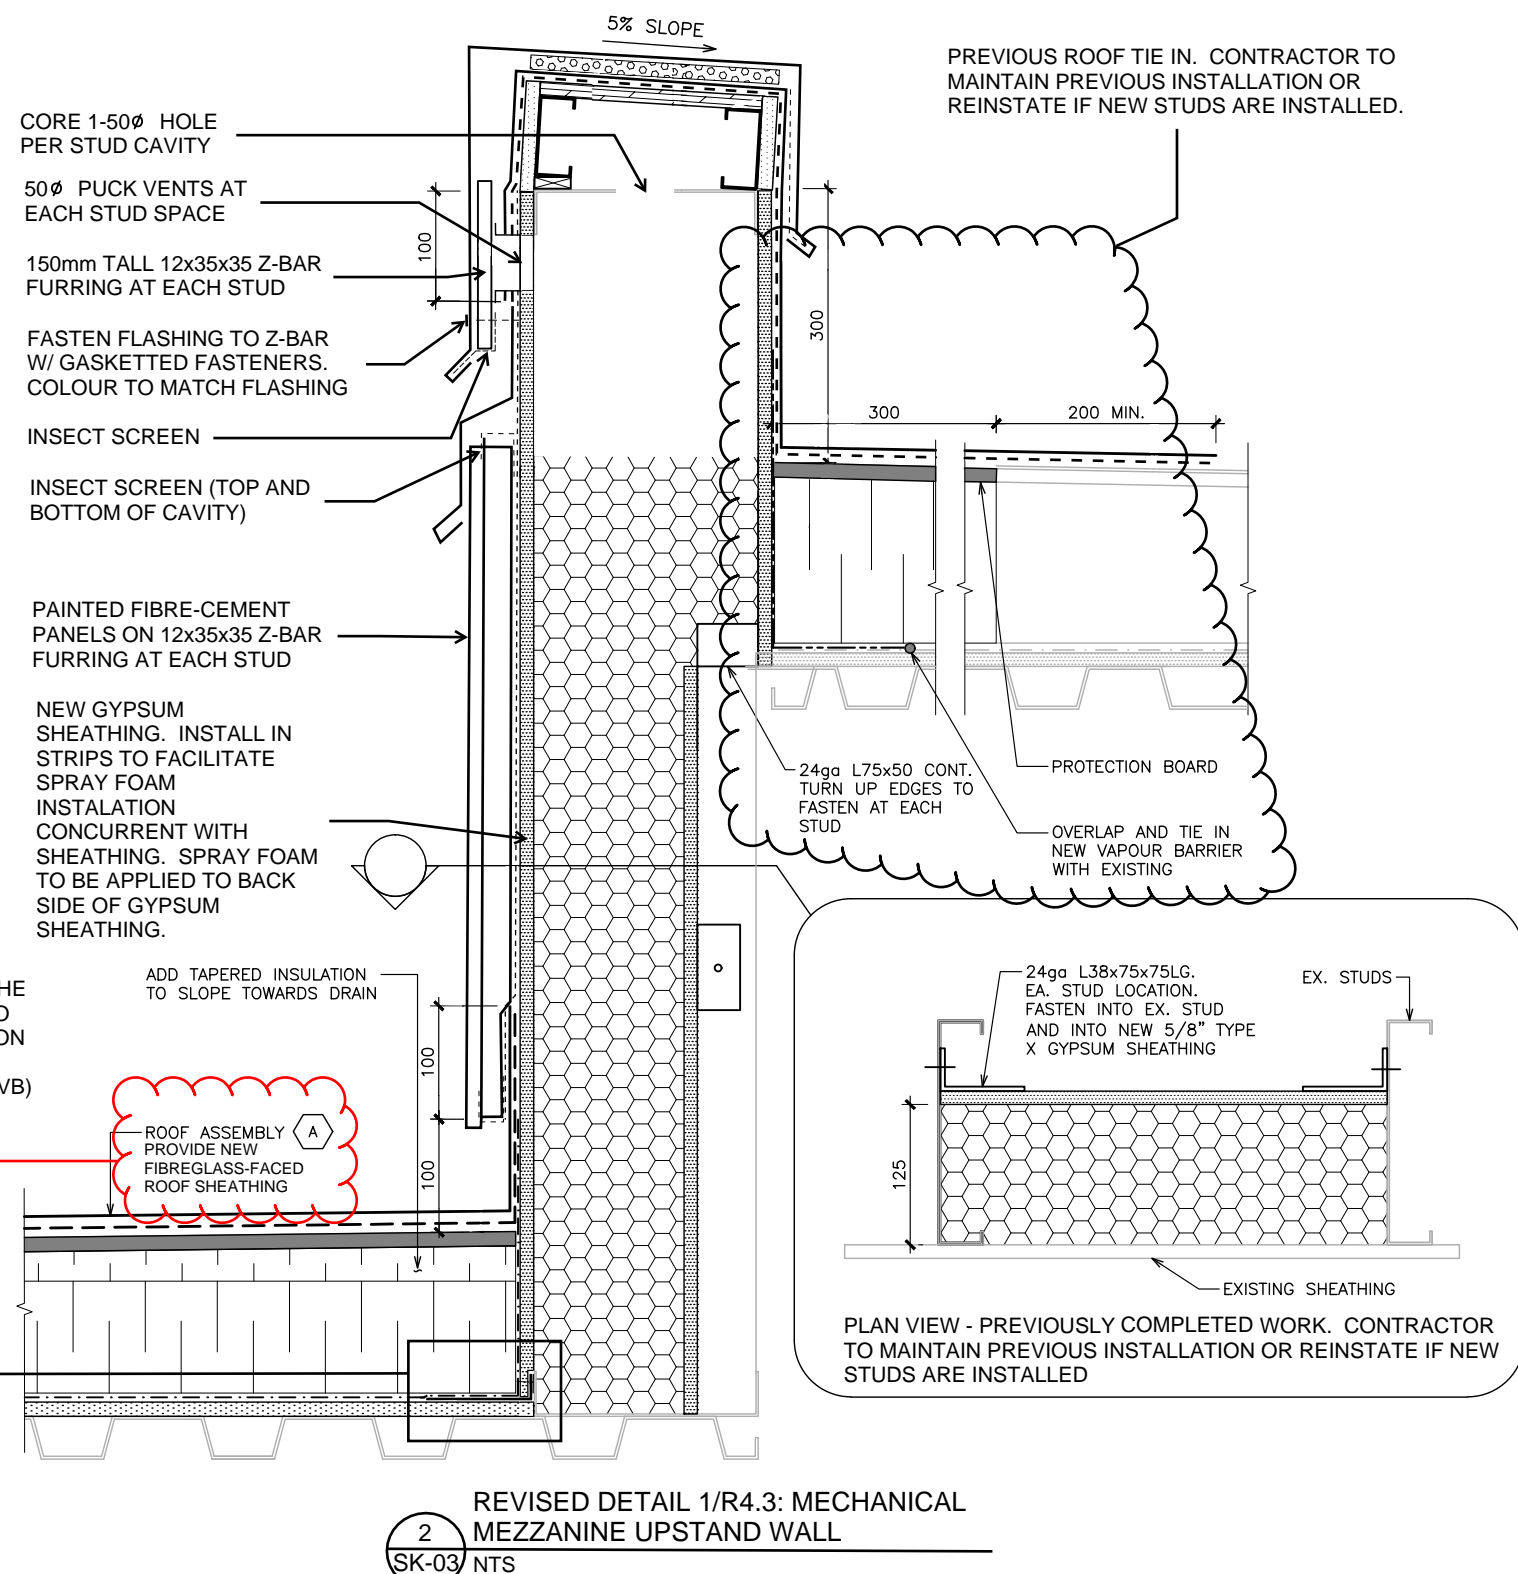 5% SLOPE
PREVIOUS ROOF TIE IN. CONTRACTOR TO
MAINTAIN PREVIOUS INSTALLATION OR
REINSTATE IF NEW STUDS ARE INSTALLED.
CORE 1-50Ø HOLE
PER STUD CAVITY
50Ø PUCK VENTS AT
EACH STUD SPACE
150mm TALL 12x35x35 Z-BAR
FURRING AT EACH STUD
FASTEN FLASHING TO Z-BAR
W/ GASKETTED FASTENERS.
COLOUR TO MATCH FLASHING
INSECT SCREEN
INSECT SCREEN (TOP AND
BOTTOM OF CAVITY)
PAINTED FIBRE-CEMENT
PANELS ON 12x35x35 Z-BAR
FURRING AT EACH STUD
NEW GYPSUM
SHEATHING. INSTALL IN
STRIPS TO FACILITATE
SPRAY FOAM
INSTALATION
CONCURRENT WITH
SHEATHING. SPRAY FOAM
TO BE APPLIED TO BACK
SIDE OF GYPSUM
SHEATHING.
100
300
300
200 MIN.
24ga L75x50 CONT.
TURN UP EDGES TO
FASTEN AT EACH
STUD
PROTECTION BOARD
OVERLAP AND TIE IN
NEW VAPOUR BARRIER
WITH EXISTING
HE
O
ON
VB)
ADD TAPERED INSULATION
TO SLOPE TOWARDS DRAIN
100
100
ROOF ASSEMBLY A
PROVIDE NEW
FIBREGLASS-FACED
ROOF SHEATHING
24ga L38x75x75LG.
EA. STUD LOCATION.
FASTEN INTO EX. STUD
AND INTO NEW 5/8" TYPE
X GYPSUM SHEATHING
EX. STUDS
125
EXISTING SHEATHING
PLAN VIEW - PREVIOUSLY COMPLETED WORK. CONTRACTOR
TO MAINTAIN PREVIOUS INSTALLATION OR REINSTATE IF NEW
STUDS ARE INSTALLED
2
SK-03
REVISED DETAIL 1/R4.3: MECHANICAL
MEZZANINE UPSTAND WALL
NTS